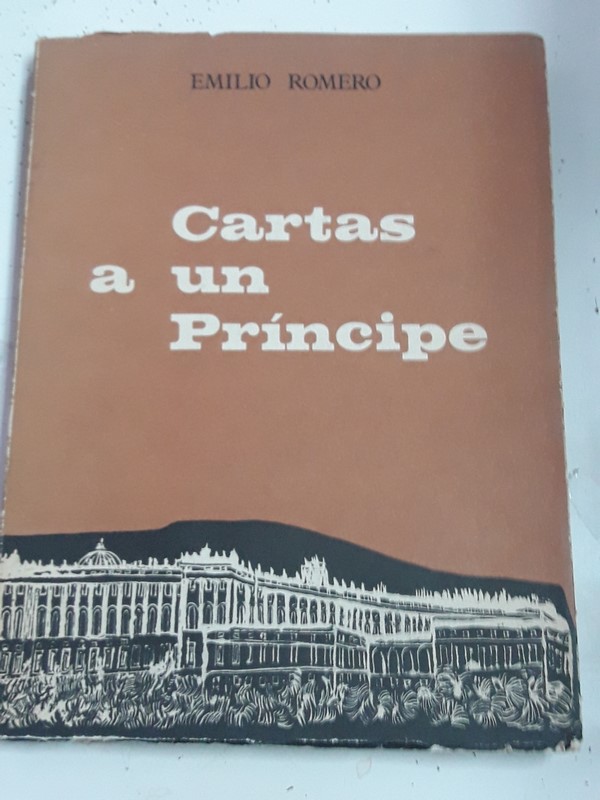 EMILIO ROMERO
Cartas
a un
Príncipe